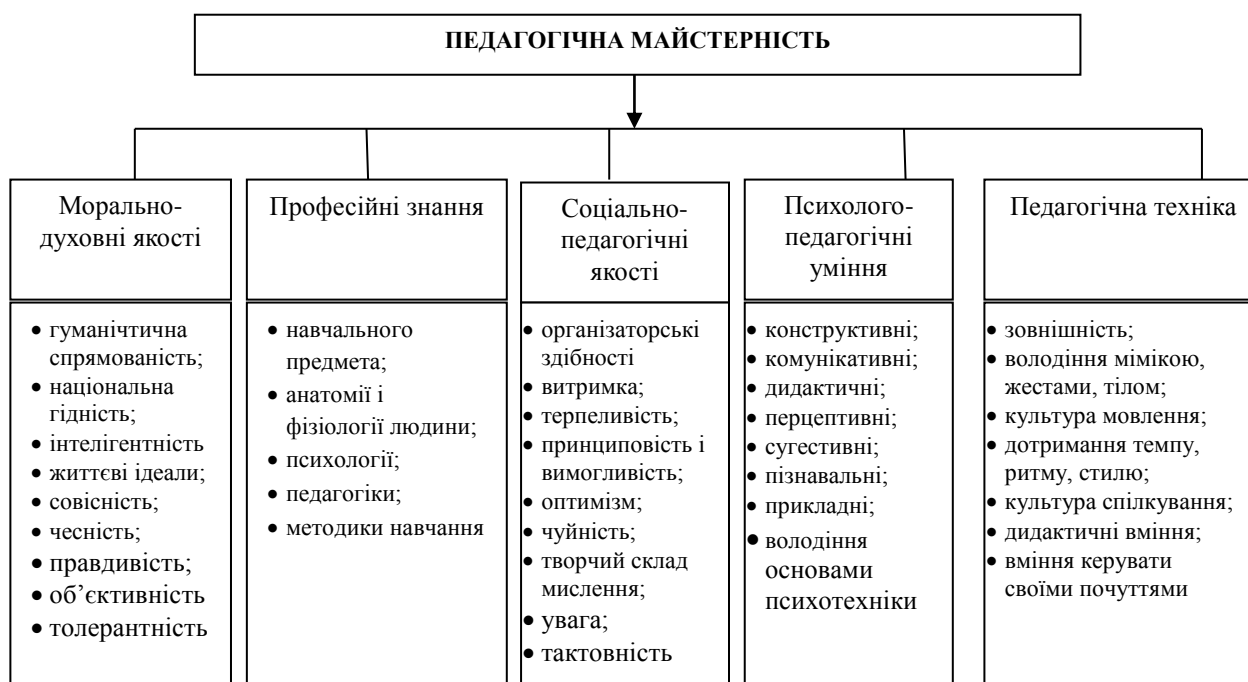 ПЕДАГОГІЧНА МАЙСТЕРНІСТЬ
Морально-
духовні якості
Професійні знання
Соціально-
педагогічні
якості
Психолого-
педагогічні
уміння
Педагогічна техніка
• гуманічтична
спрямованість;
• національна
гідність;
• інтелігентність
• життєві ідеали;
• совісність;
• чесність;
• правдивість;
• об’єктивність
• толерантність
• навчального
предмета;
• анатомії і
фізіології людини;
• психології;
• педагогіки;
• методики навчання
• організаторські
здібності
• витримка;
• терпеливість;
• принциповість і
вимогливість;
• оптимізм;
• чуйність;
• творчий склад
мислення;
• увага;
• тактовність
• конструктивні;
• комунікативні;
• дидактичні;
• перцептивні;
• сугестивні;
• пізнавальні;
• прикладні;
• володіння
основами
психотехніки
• зовнішність;
• володіння мімікою,
жестами, тілом;
• культура мовлення;
• дотримання темпу,
ритму, стилю;
• культура спілкування;
• дидактичні вміння;
• вміння керувати
своїми почуттями